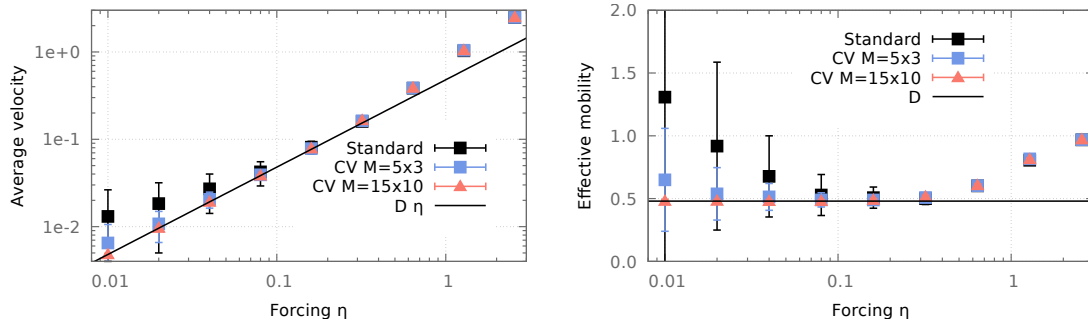 Average velocity
1e+0
1e-1
1e-2
0.01
0.1
1
Forcing η
Standard
CV M=5x3
CV M=15x10
D η
Effective mobility
2.0
1.5
1.0
0.5
0.0
0.01
0.1
1
Forcing η
Standard
CV M=5x3
CV M=15x10
D